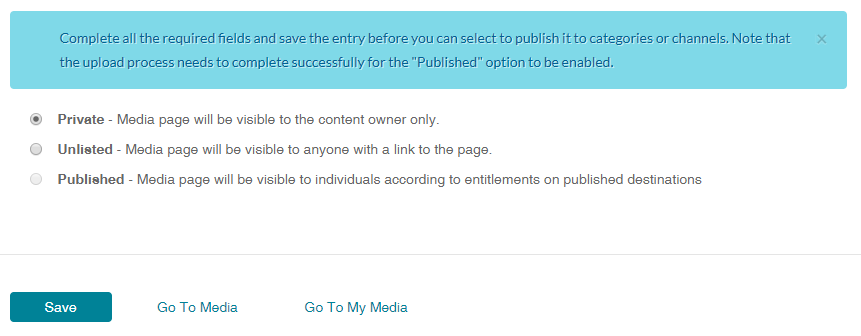 Complete all the required fields and save the entry before you can select to publish it to categories or channels. Note that
the upload process needs to complete successfully for the "Published" option to be enabled.
×
Private - Media page will be visible to the content owner only.
Unlisted - Media page will be visible to anyone with a link to the page.
Published - Media page will be visible to individuals according to entitlements on published destinations
Save Go To Media Go To My Media